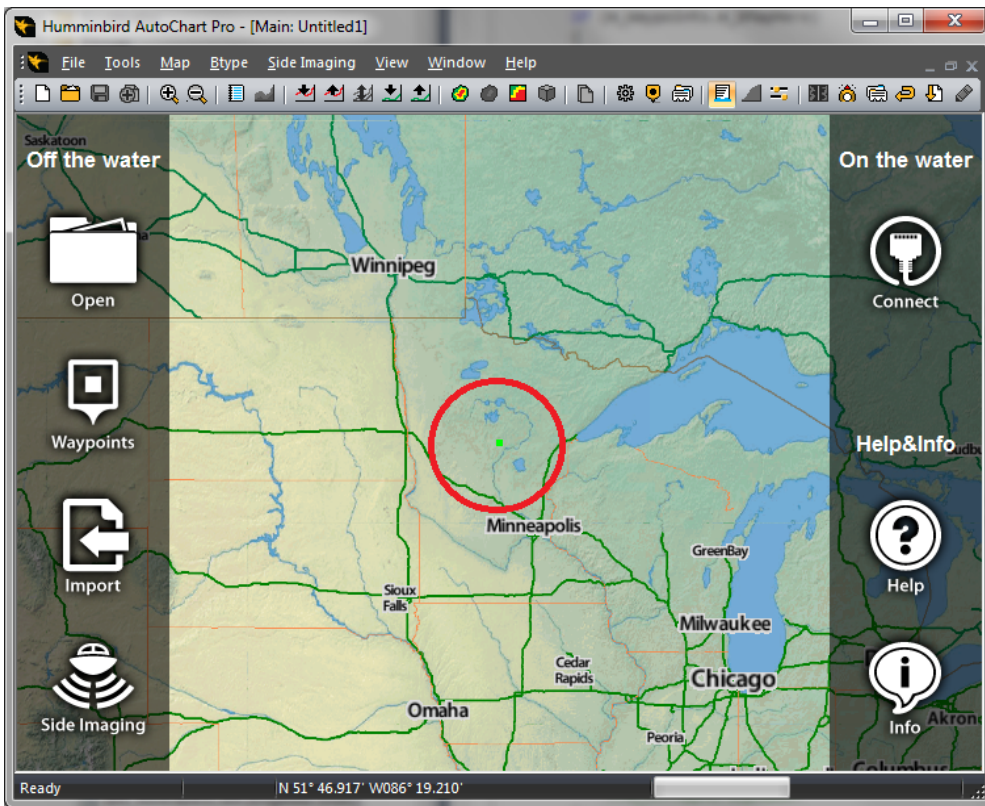 Humminbird AutoChart Pro - [Main: Untitled1]
File Tools Map Btype Side Imaging View Window Help
Saskatoon
Off the water
On the water
Open
Winnipeg
Connect
Waypoints
Help&Info
Import
Minneapolis
GreenBay
Help
Sioux
Falls
Milwaukee
Cedar
Rapids
Chicago
Side Imaging
Omaha
Peoria
Info
Akron
Columbus
Ready
N 51° 46.917' W086° 19.210'